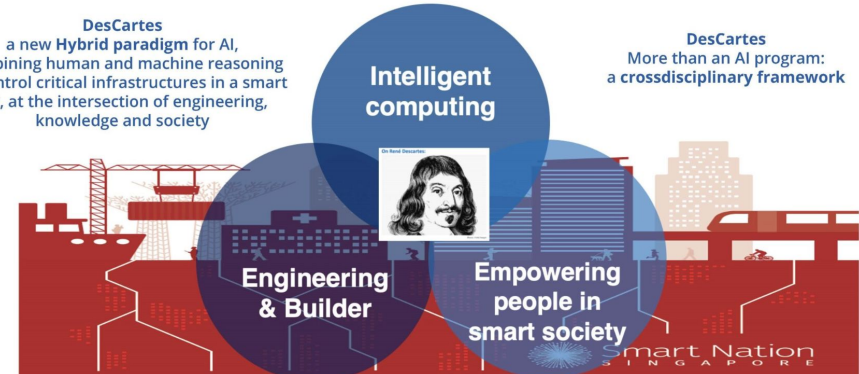 DesCartes
a new Hybrid paradigm for AI,
bining human and machine reasoning
ntrol critical infrastructures in a smart
, at the intersection of engineering,
knowledge and society
Intelligent
computing
DesCartes
More than an AI program:
a crossdisciplinary framework
On René Descartes:
Engineering
& Builder
Empowering
people in
smart society
Smart Nation
SINGAPORE